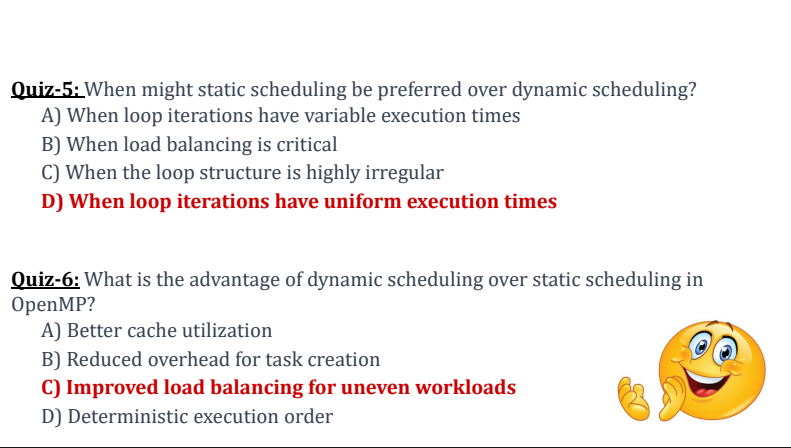 Quiz-5: When might static scheduling be preferred over dynamic scheduling?
A) When loop iterations have variable execution times
B) When load balancing is critical
C) When the loop structure is highly irregular
D) When loop iterations have uniform execution times
Quiz-6: What is the advantage of dynamic scheduling over static scheduling in
OpenMP?
A) Better cache utilization
B) Reduced overhead for task creation
C) Improved load balancing for uneven workloads
D) Deterministic execution order